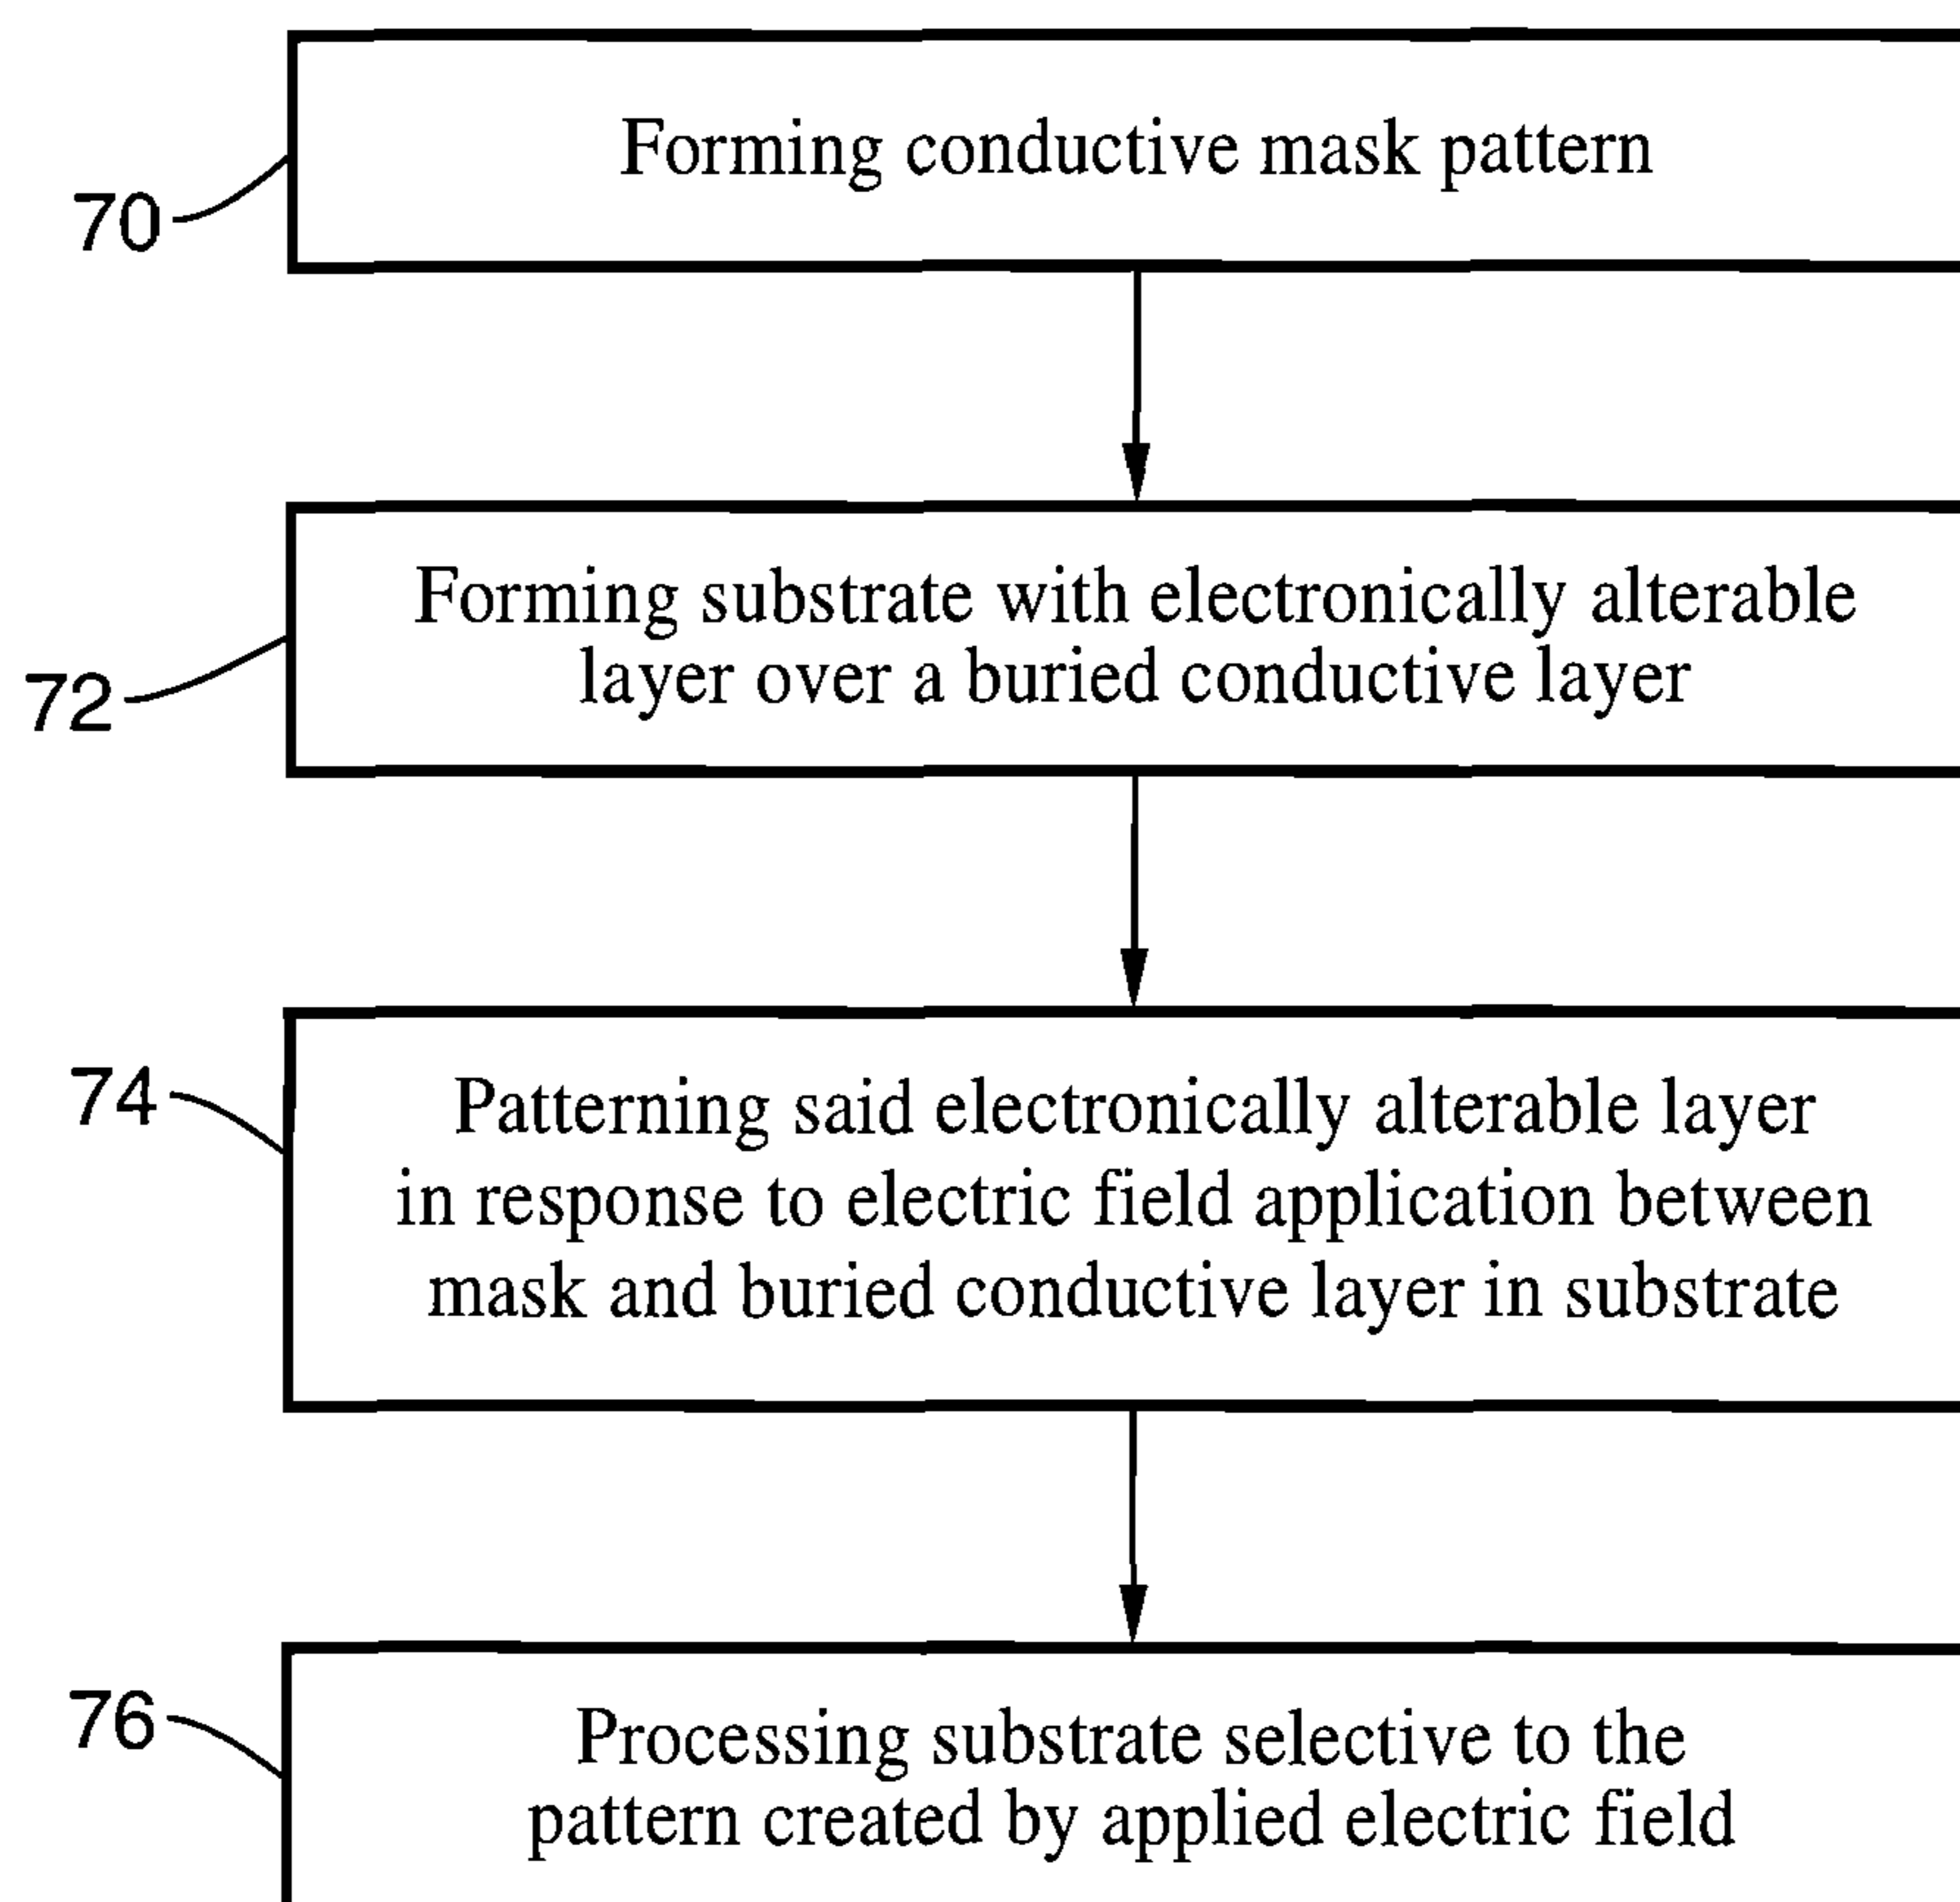 Forming conductive mask pattern
70
Forming substrate with electronically alterable
layer over a buried conductive layer
72
74
Patterning said electronically alterable layer
in response to electric field application between
mask and buried conductive layer in substrate
76
Processing substrate selective to the
pattern created by applied electric field